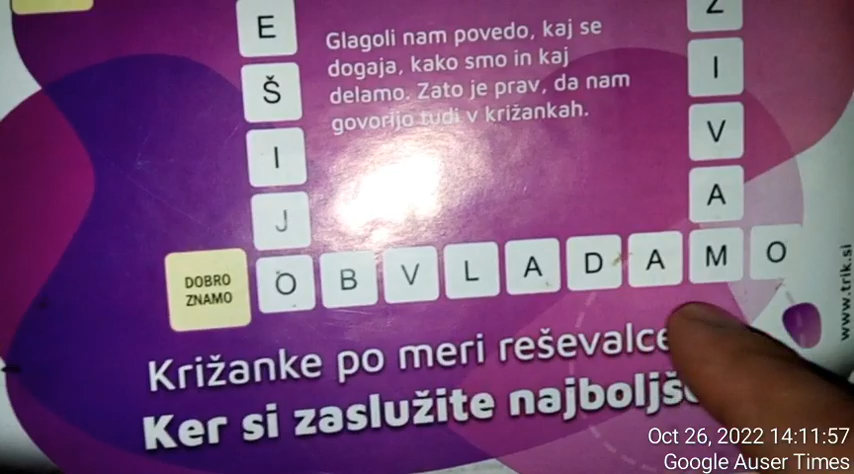 E
Š
I
J
Z
I
V
A
Glagoli nam povedo, kaj se
dogaja, kako smo in kaj
delamo. Zato je prav, da nam
govorijo tudi v križankah.
DOBRO
ZNAMO
O B V L A D A M O
Križanke po meri reševalce
Ker si zaslužite najboljš
www.trik.si
Oct 26, 2022 14:11:57
Google Auser Times